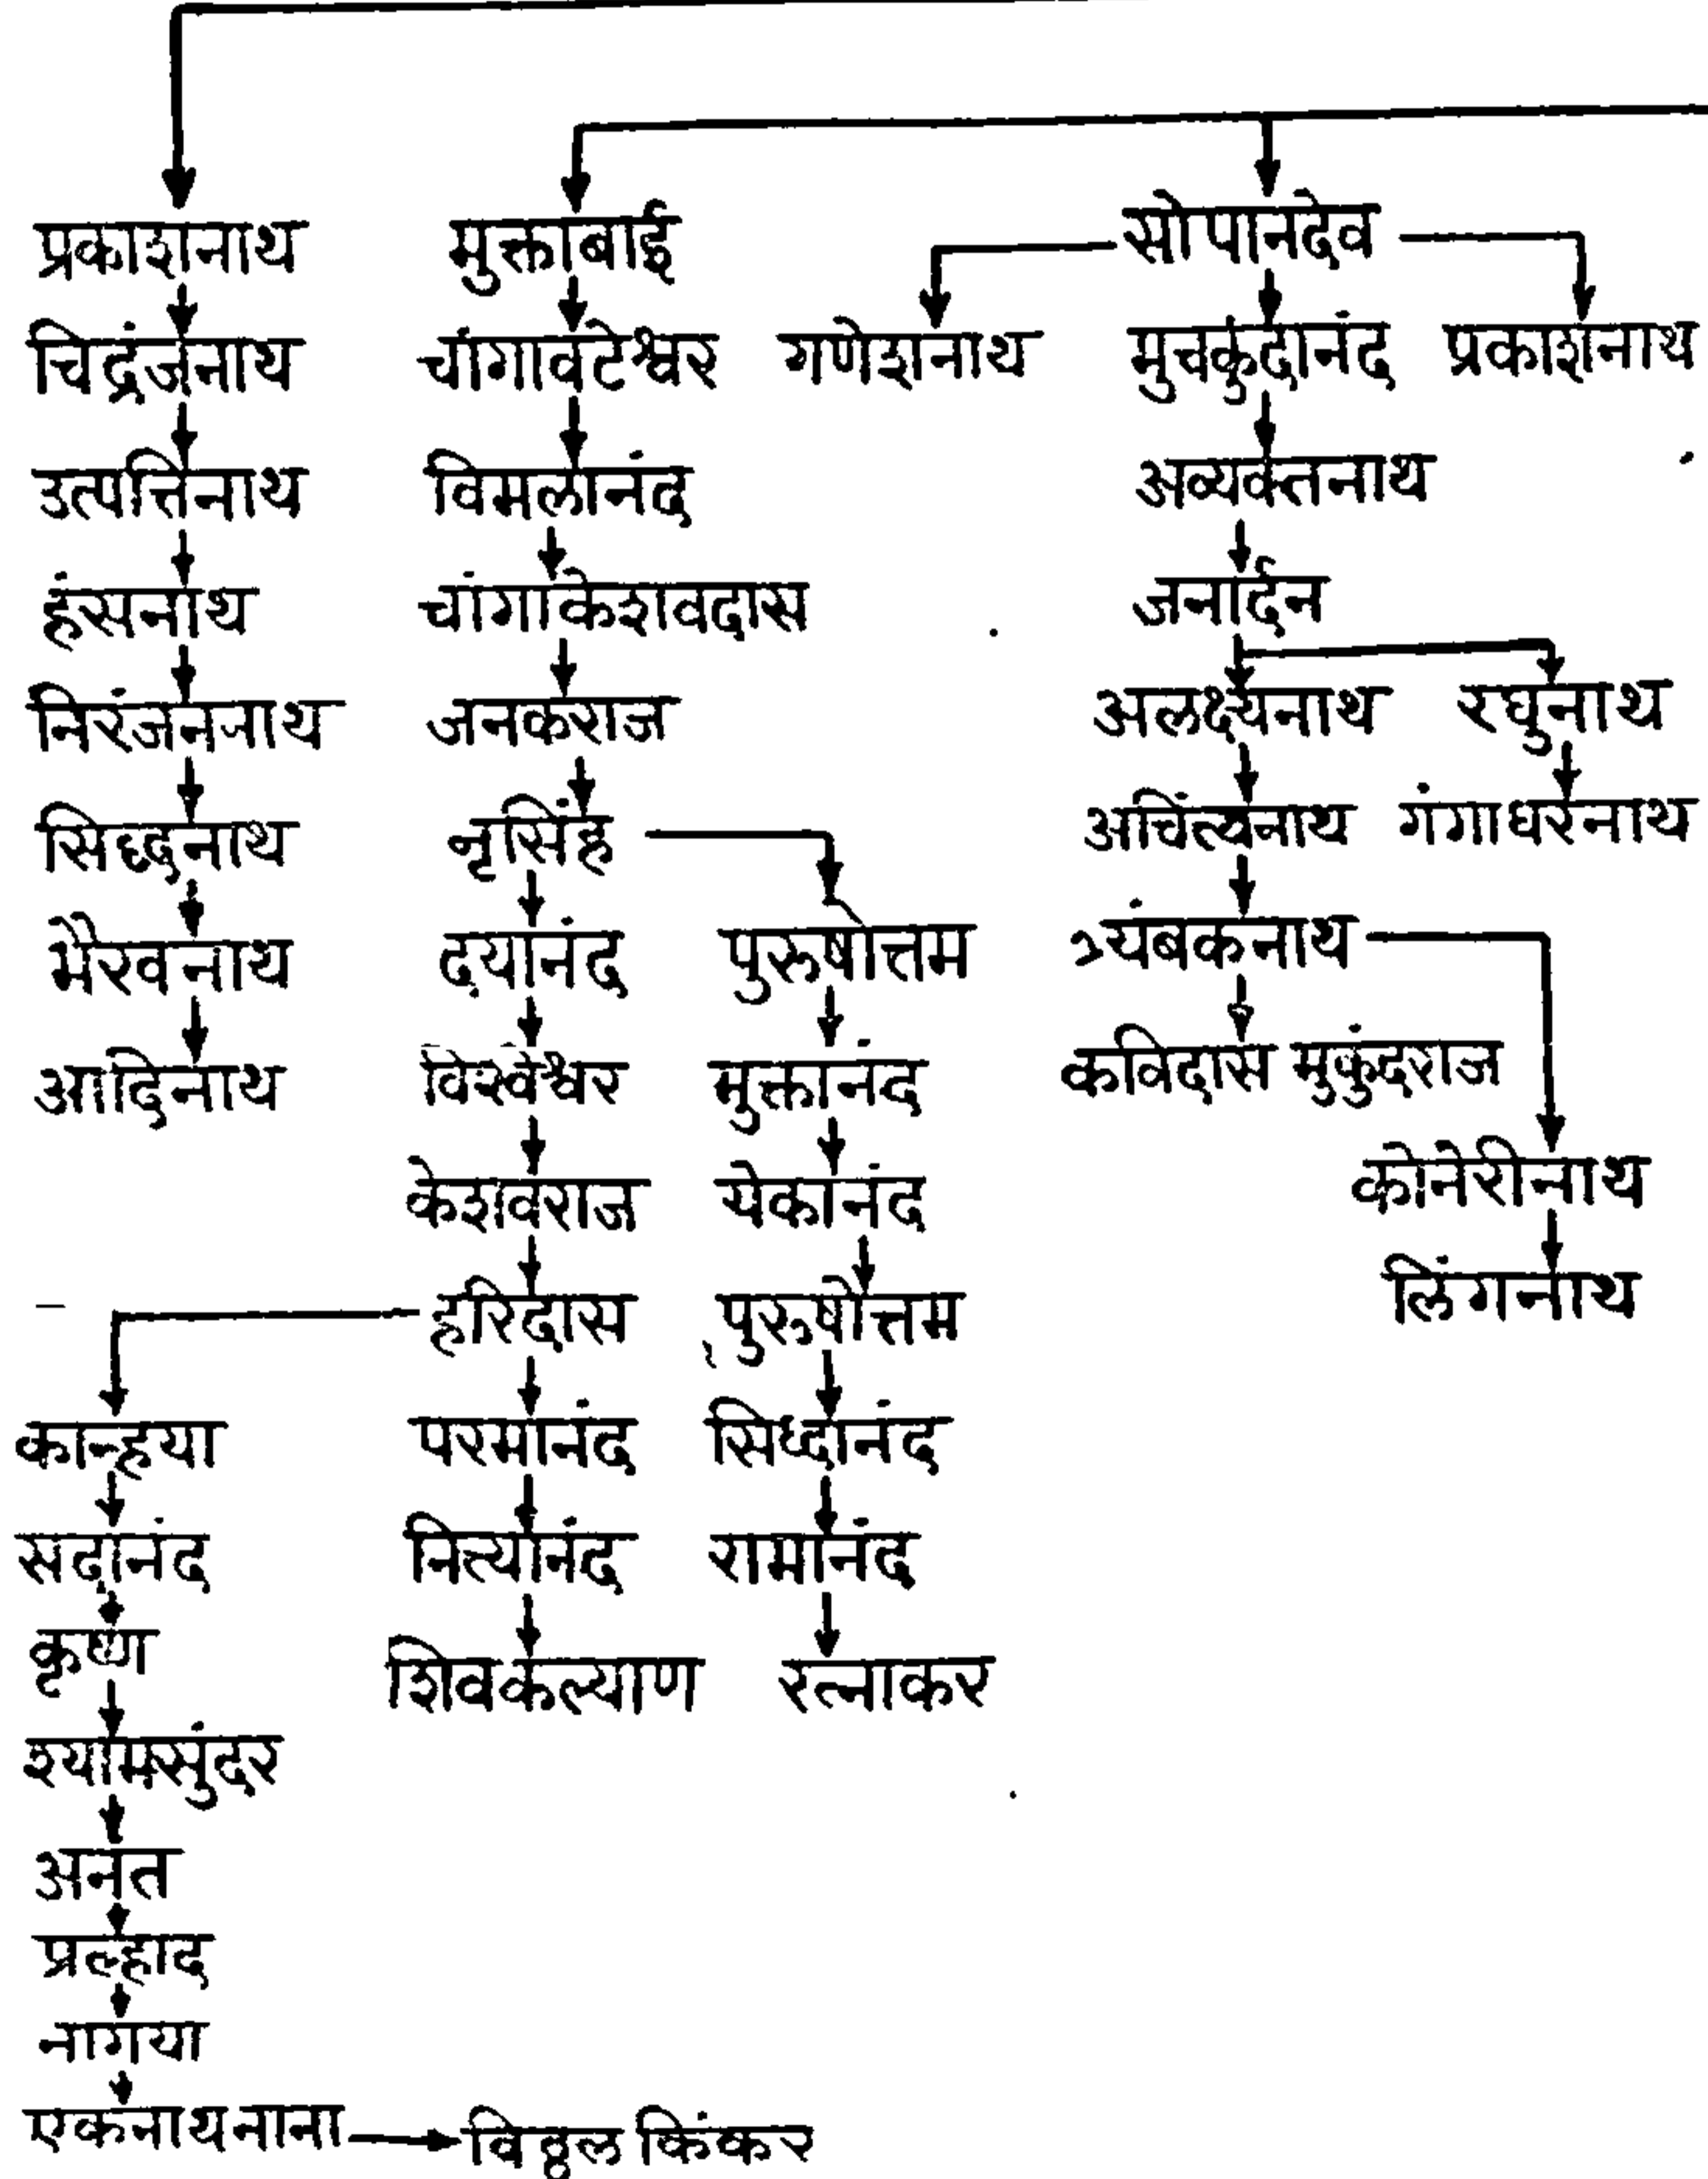 प्रकाशनाथ मुक्ताबाई सोपानदेव
चिद्रंजनाथ चांगावटेश्वर गणेशनाथ मुचकुंदानंद प्रकाशनाथ
उत्पत्तिनाथ विमलानंद अव्यक्तनाथ
हंसनाथ चांगाकेशवदास जनार्दन
निरंजननाथ जनकराज अलक्ष्यनाथ रघुनाथ
सिध्दनाथ नृसिंह अचिंत्यनाथ गंगाधरनाथ
भैरवनाथ दयानंद पुरुषोत्तम त्र्यंबकनाथ
आदिनाथ विश्वेश्वर मुक्तानंद कविदास मुकुंदराज
केशवराज येकानंद कोनेरीनाथ
हरिदास पुरुषोत्तम लिंगनाथ
कान्हया परमानंद सिध्दानंद
सदानंद नित्यानंद रामानंद
कृष्ण शिवकल्याण रत्नाकर
श्यामसुंदर
अनंत
प्रल्हाद
नागया
एकनाथनाना विठ्ठल किंकर